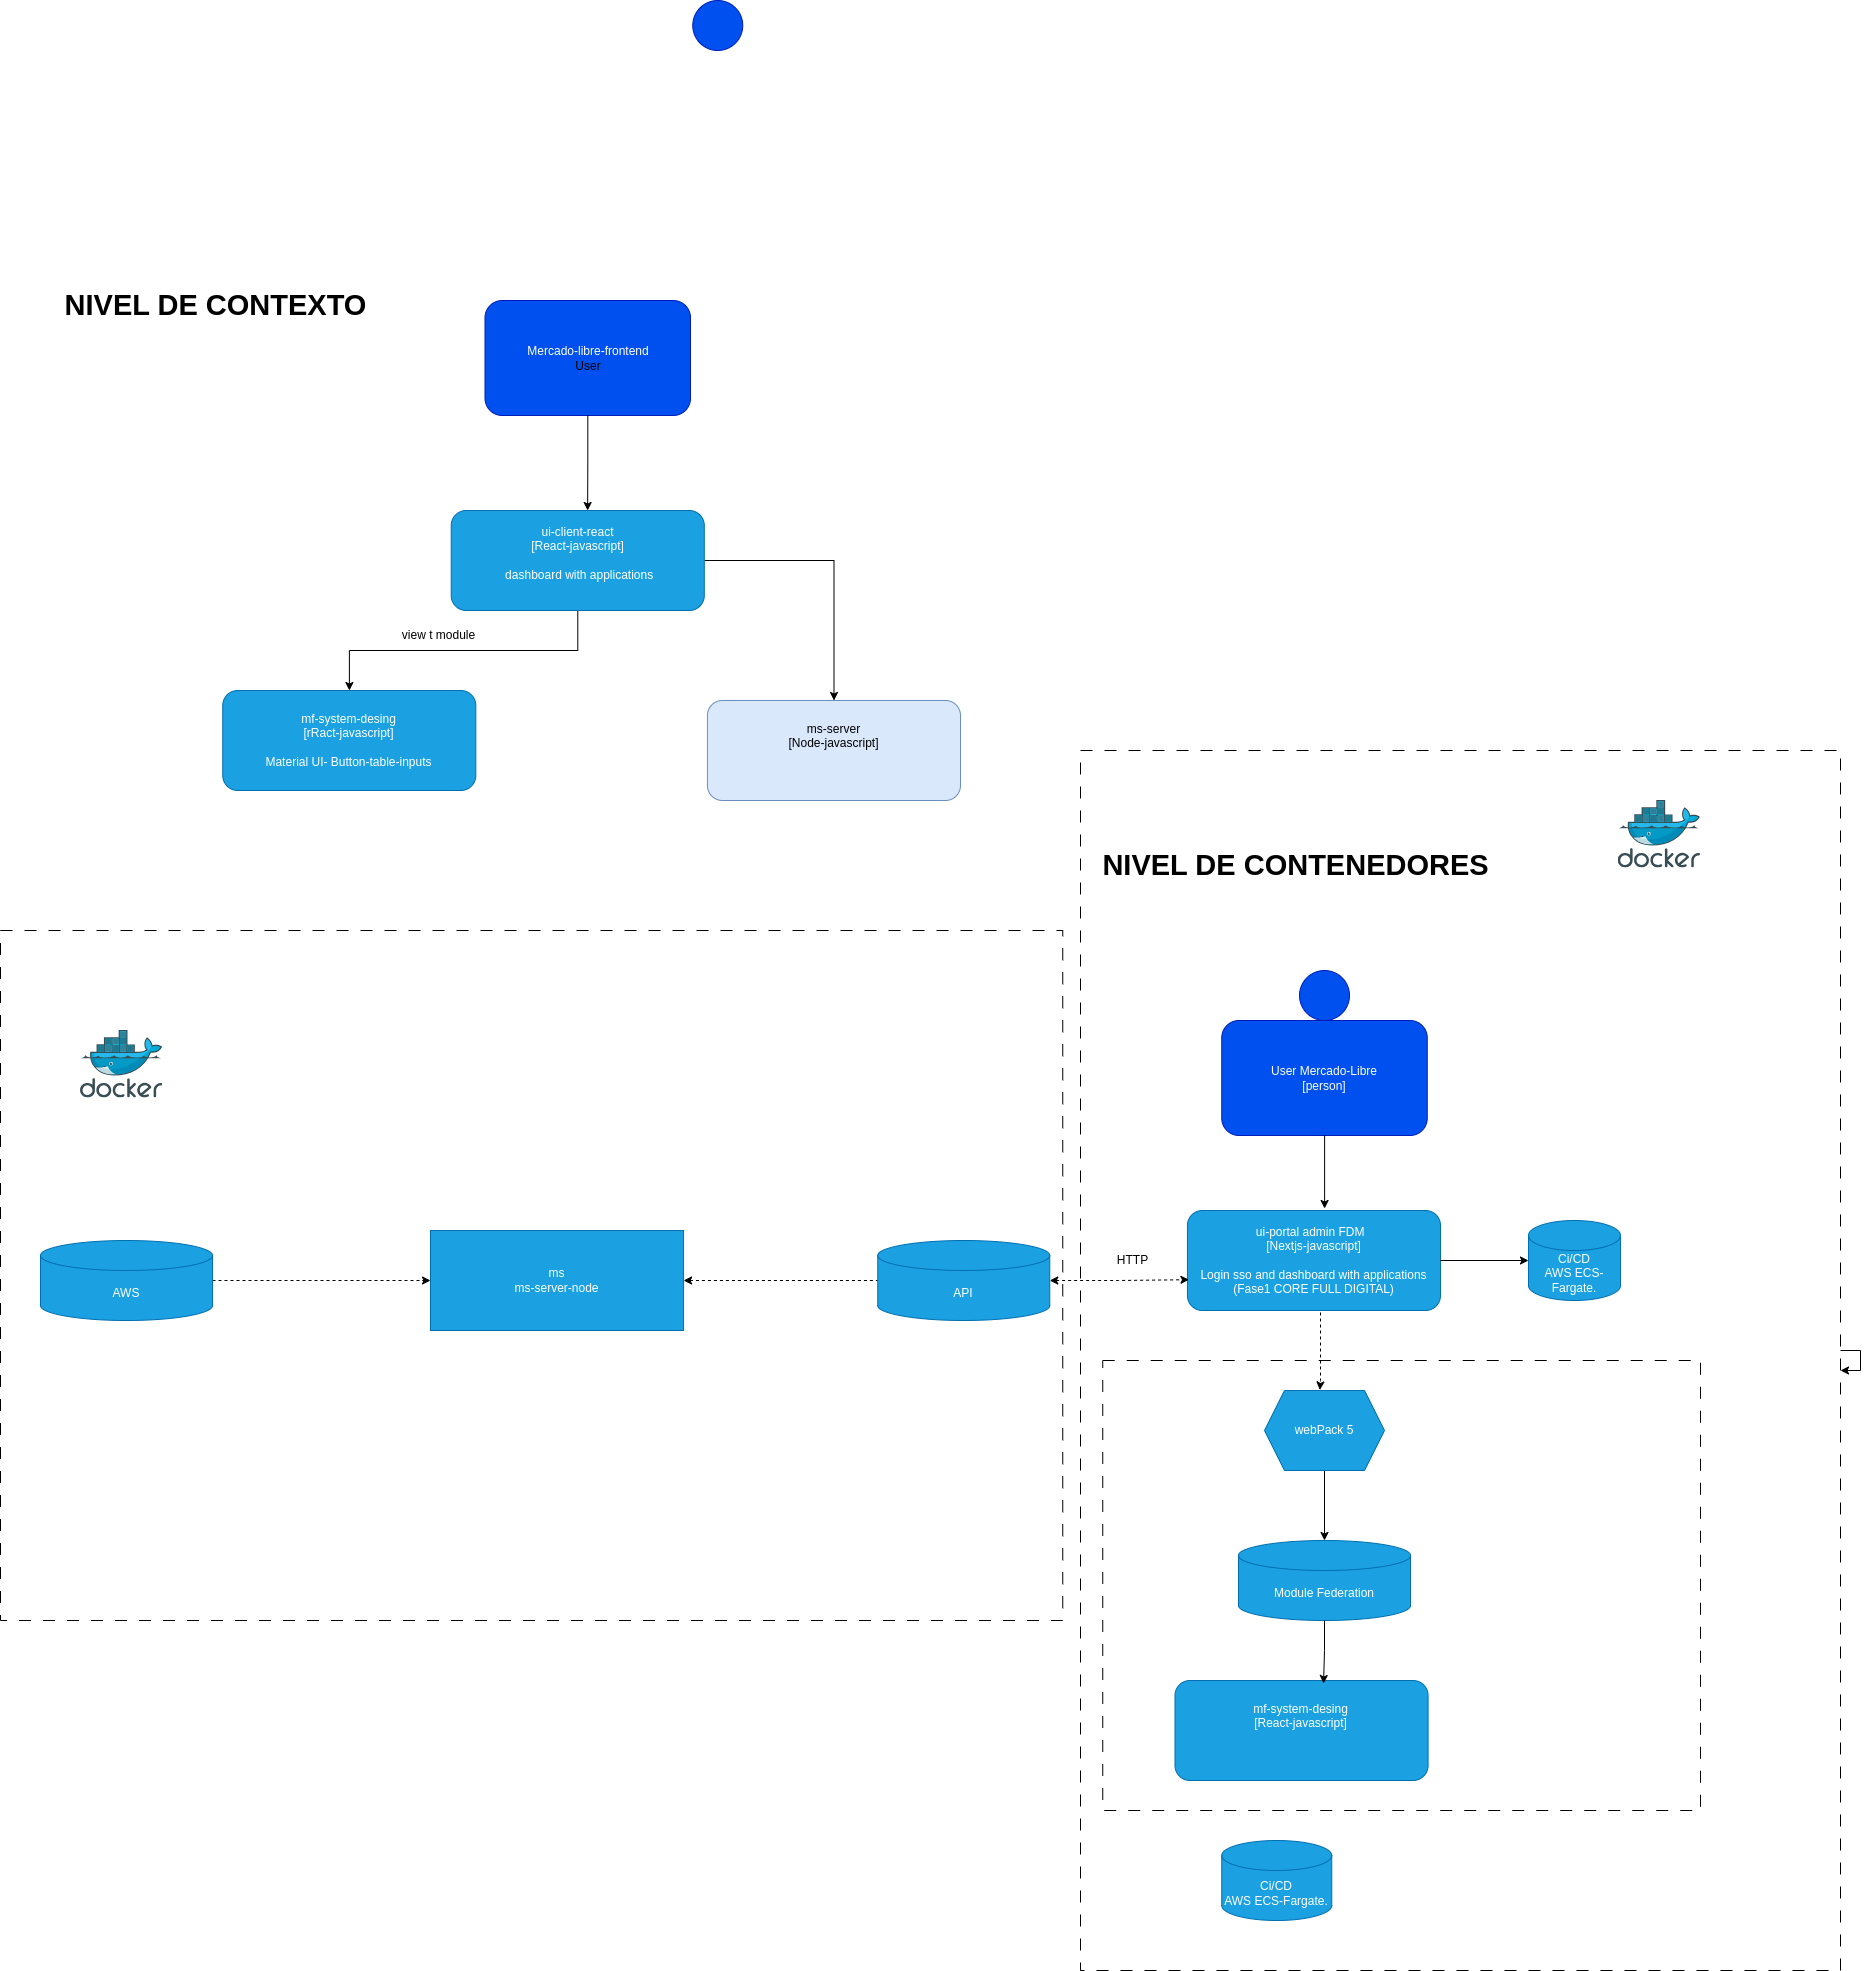 NIVEL DE CONTEXTO
Mercado-libre-frontend
User
ui-client-react
[React-javascript]
dashboard with applications
view t module
mf-system-desing
[rRact-javascript]
Material UI- Button-table-inputs
ms-server
[Node-javascript]
NIVEL DE CONTENEDORES
docker
docker
User Mercado-Libre
[person]
AWS
ms
ms-server-node
API
HTTP
ui-portal admin FDM
[Nextjs-javascript]
Login sso and dashboard with applications
(Fase1 CORE FULL DIGITAL)
Ci/CD
AWS ECS-
Fargate.
webPack 5
Module Federation
mf-system-desing
[React-javascript]
Ci/CD
AWS ECS-Fargate.